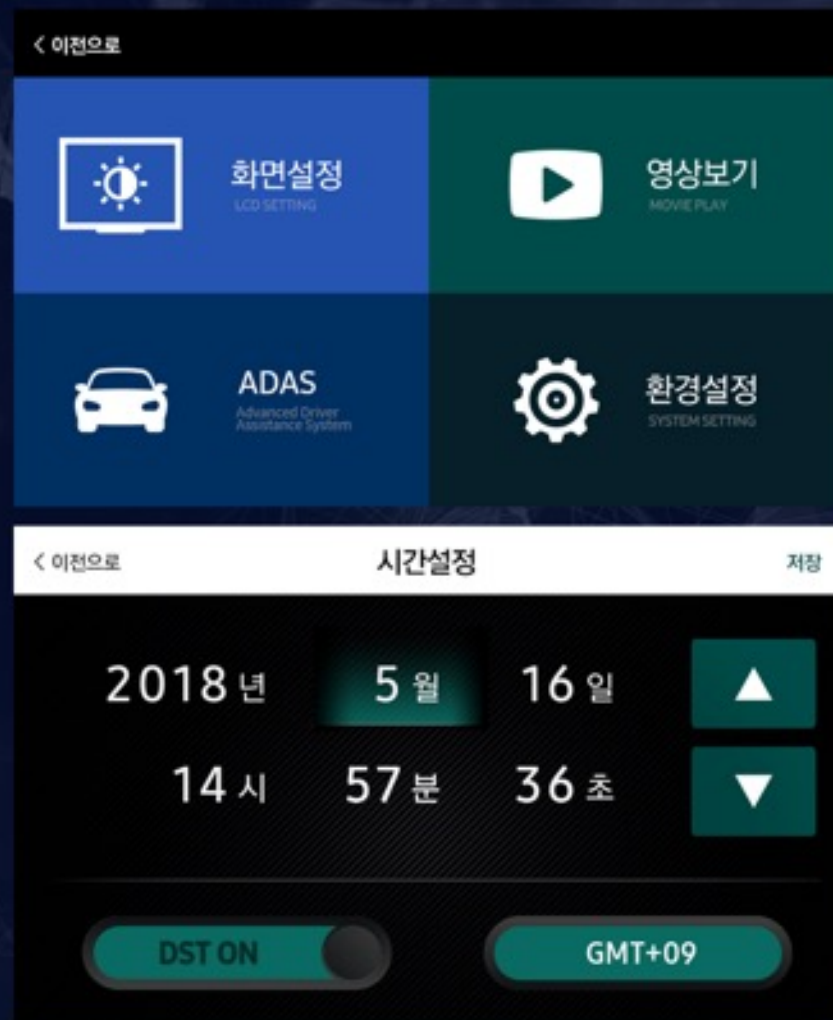 < 이전으로
화면설정
LCD SETTING
영상보기
MOVIE PLAY
ADAS
Advanced Driver
Assistance System
환경설정
SYSTEM SETTING
< 이전으로 시간설정 저장
2018 년 5 월 16 일
14 시 57 분 36 초
DST ON GMT+09